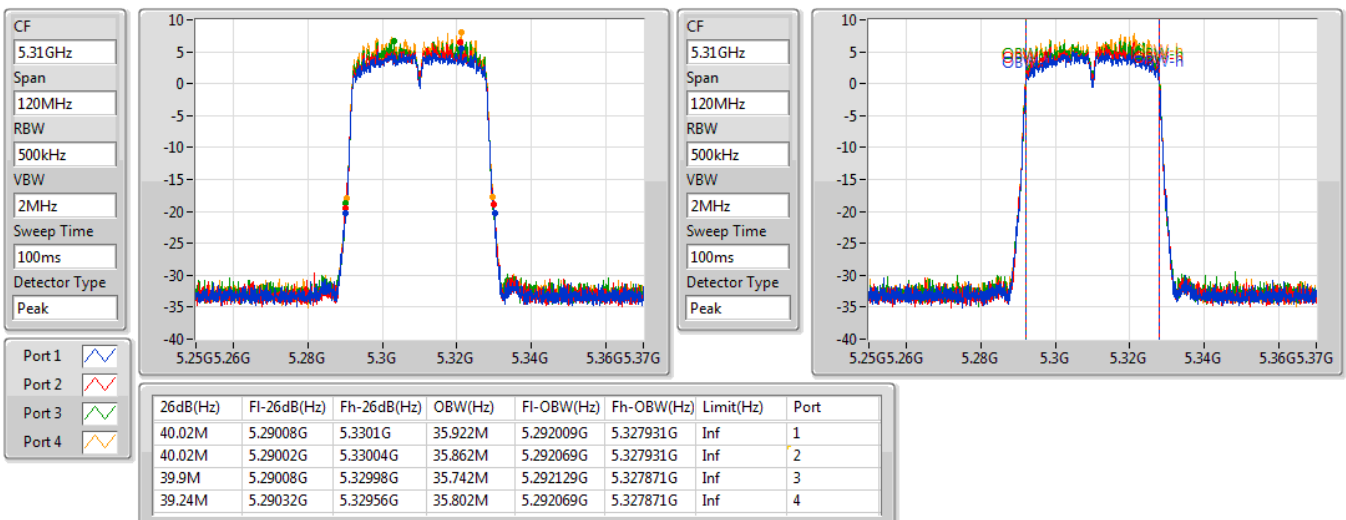 CF
5.31GHz
Span
120MHz
RBW
500kHz
VBW
2MHz
Sweep Time
100ms
Detector Type
Peak
10
5
0
-5
-10
-15
-20
-25
-30
-35
-40
5.25G 5.26G 5.28G 5.3G 5.32G 5.34G 5.36G 5.37G
CF
5.31GHz
Span
120MHz
RBW
500kHz
VBW
2MHz
Sweep Time
100ms
Detector Type
Peak
10
5
0
-5
-10
-15
-20
-25
-30
-35
-40
5.25G 5.26G 5.28G 5.3G 5.32G 5.34G 5.36G 5.37G
Port 1
Port 2
Port 3
Port 4
26dB(Hz) Fl-26dB(Hz) Fh-26dB(Hz) OBW(Hz) Fl-OBW(Hz) Fh-OBW(Hz) Limit(Hz) Port
40.02M 5.29008G 5.3301G 35.922M 5.292009G 5.327931G Inf 1
40.02M 5.29002G 5.33004G 35.862M 5.292069G 5.327931G Inf 2
39.9M 5.29008G 5.32998G 35.742M 5.292129G 5.327871G Inf 3
39.24M 5.29032G 5.32956G 35.802M 5.292069G 5.327871G Inf 4